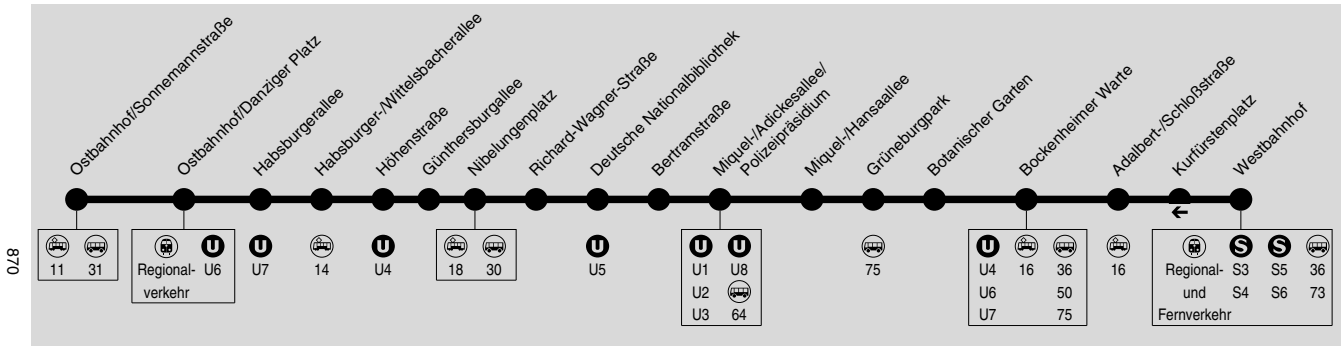 Ostbahnhof/Sonnemannstraße
Ostbahnhof/Danziger Platz
Habsburgerallee
Habsburger-/Wittelsbacherallee
Höhenstraße
Günthersburgallee
Nibelungenplatz
Richard-Wagner-Straße
Deutsche Nationalbibliothek
Bertramstraße
Miquel-/Adickesallee/
Polizeipräsidium
Miquel-/Hansaallee
Grüneburgpark
Botanischer Garten
Bockenheimer Warte
Adalbert-/Schloßstraße
Kurfürstenplatz
Westbahnhof
11 31
U
Regional- U6
verkehr
U
U7
14
U
U4
18 30
U
U5
U U
U1 U8
U2
U3 64
75
U
U4 16 36
U6 50
U7 75
16
S S
Regional- S3 S5 36
und S4 S6 73
Fernverkehr
870